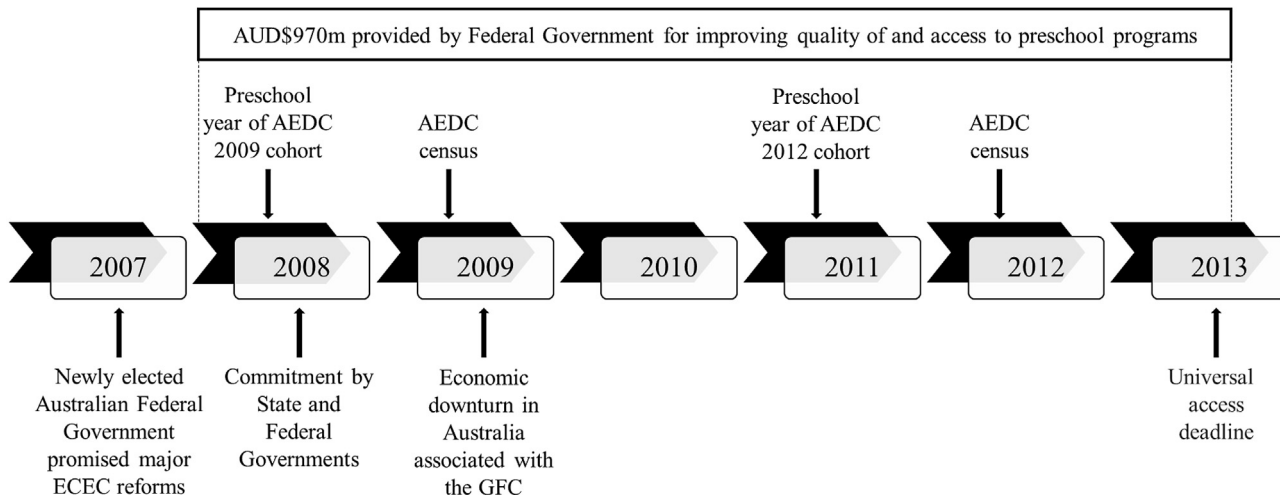 AUD$970m provided by Federal Government for improving quality of and access to preschool programs
Preschool
year of AEDC
2009 cohort
AEDC
census
Preschool
year of AEDC
2012 cohort
AEDC
census
2007
2008
2009
2010
2011
2012
2013
Newly elected
Australian Federal
Government
promised major
ECEC reforms
Commitment by
State and
Federal
Governments
Economic
downturn in
Australia
associated with
the GFC
Universal
access
deadline